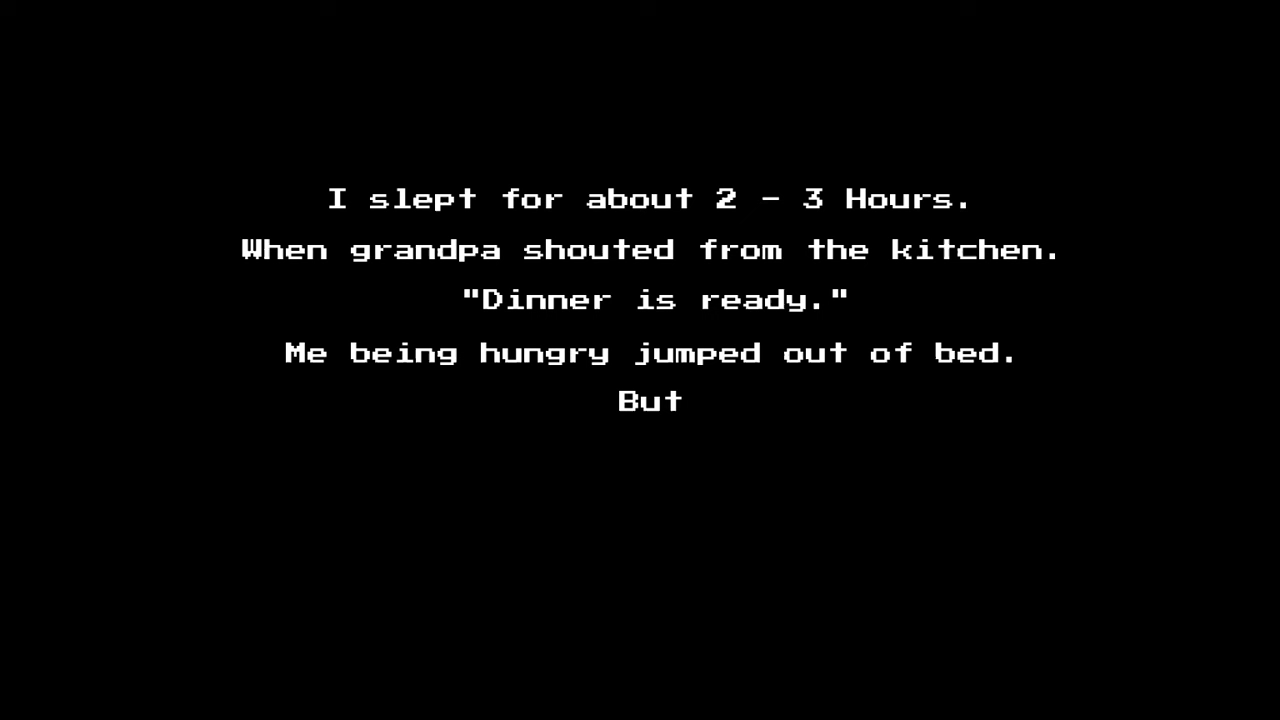 I slept for about 2 - 3 Hours.
When grandpa shouted from the kitchen.
"Dinner is ready."
Me being hungry jumped out of bed.
But